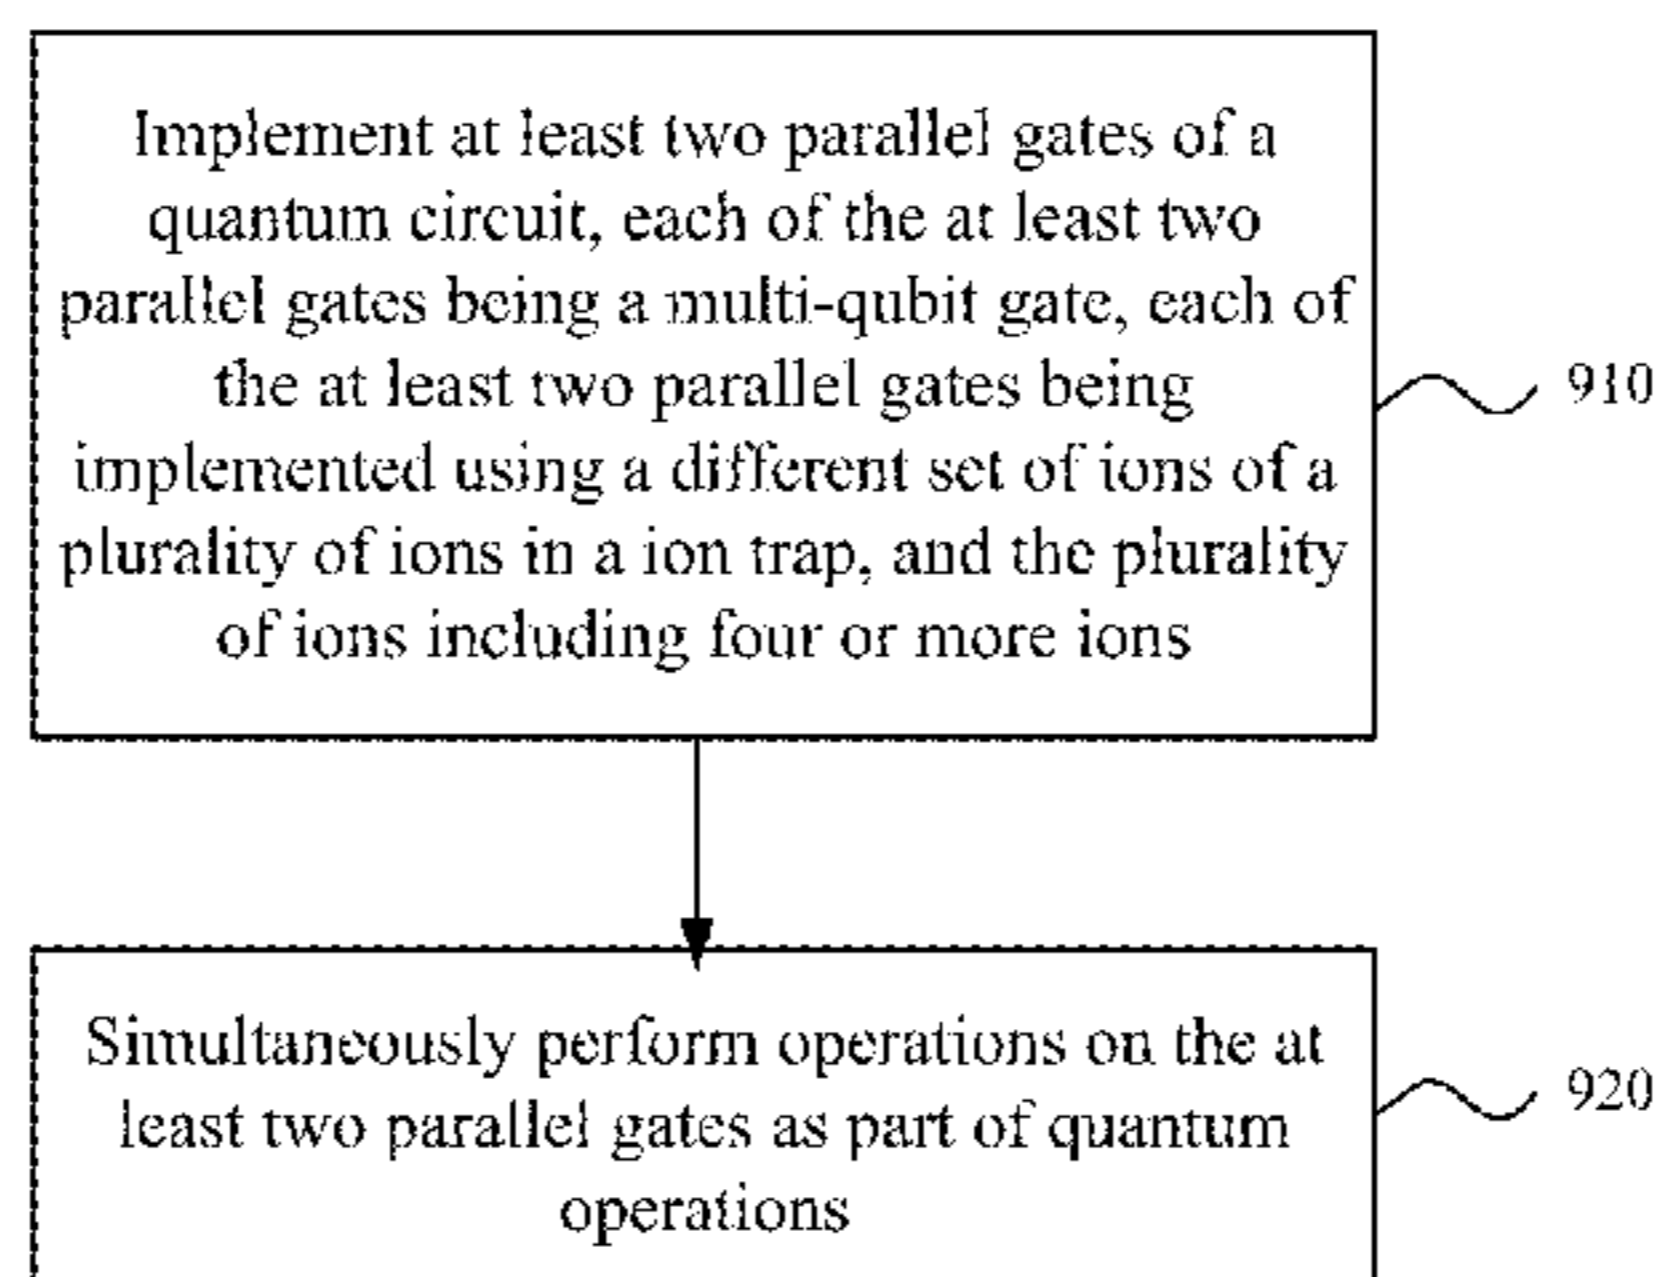 Implement at least two parallel gates of a
quantum circuit, each of the at least two
parallel gates being a multi-qubit gate, each of
the at least two parallel gates being
implemented using a different set of ions of a
plurality of ions in a ion trap, and the plurality
of ions including four or more ions
910
Simultaneously perform operations on the at
least two parallel gates as part of quantum
operations
920